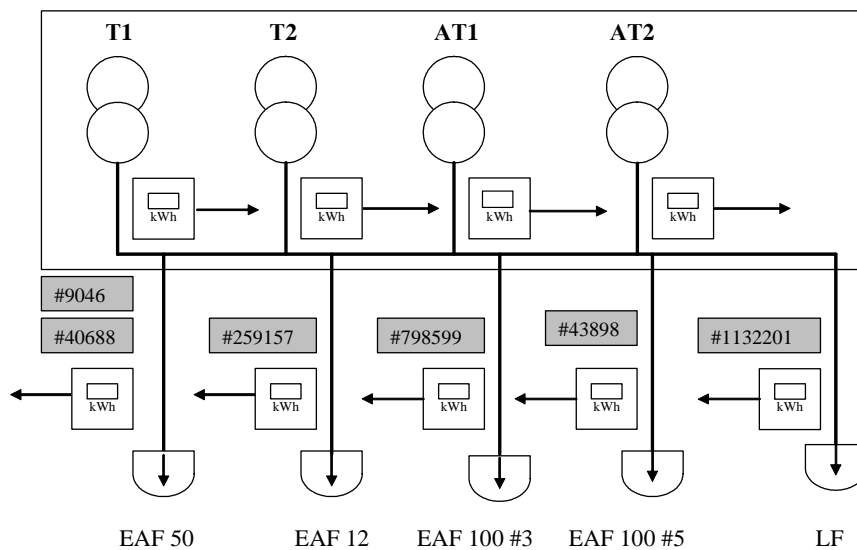 T1 T2 AT1 AT2
kWh kWh kWh kWh
#9046
#40688 #259157 #798599 #43898 #1132201
kWh kWh kWh kWh kWh
EAF 50 EAF 12 EAF 100 #3 EAF 100 #5 LF